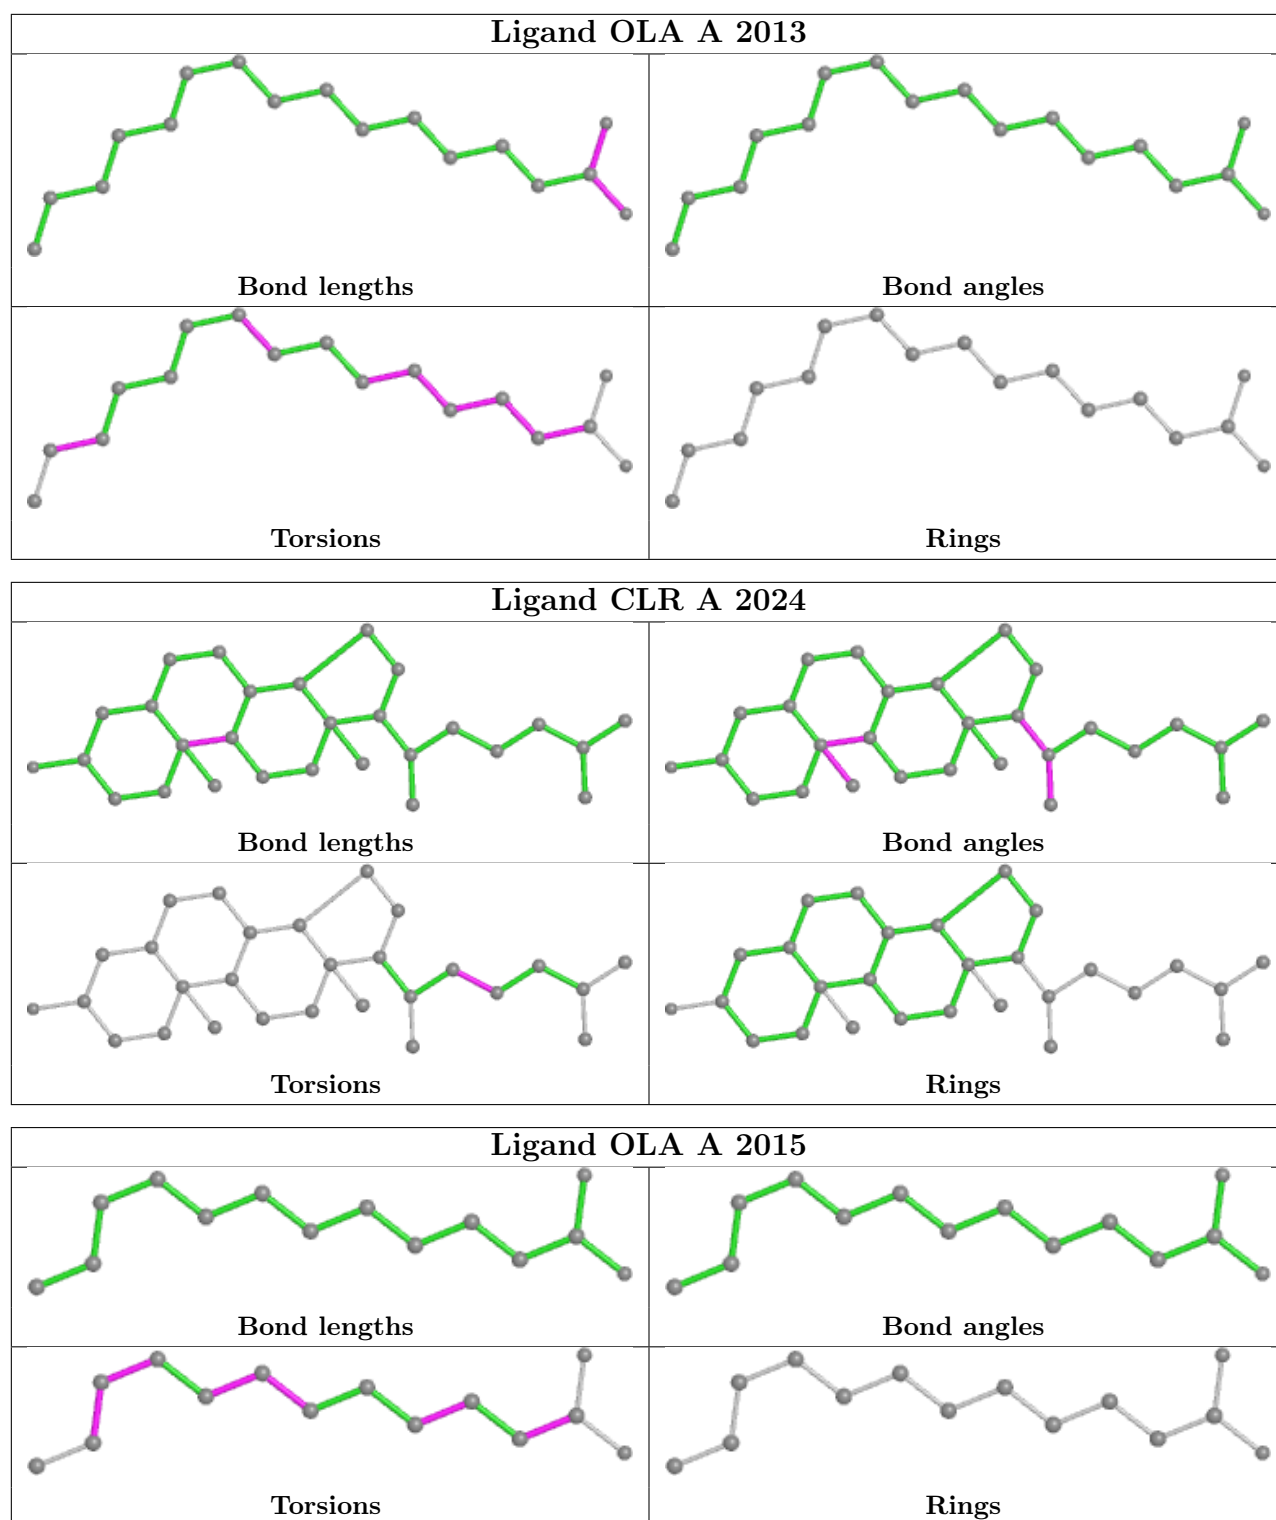 Ligand OLA A 2013
Bond lengths
Bond angles
Torsions
Rings
Ligand CLR A 2024
Bond lengths
Bond angles
Torsions
Rings
Ligand OLA A 2015
Bond lengths
Bond angles
Torsions
Rings